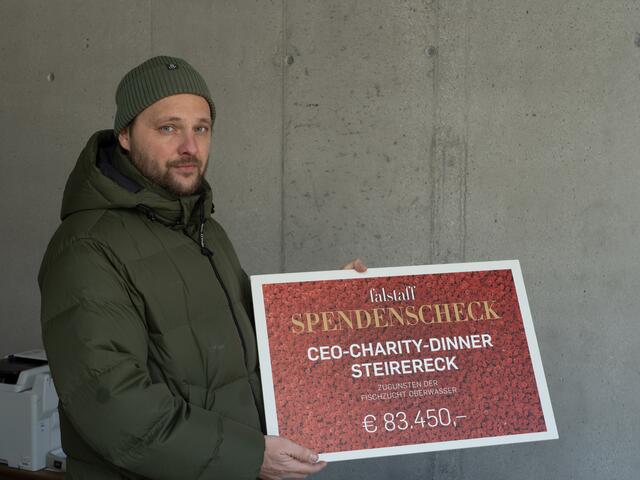 falstaff
SPENDENSCHECK
CEO-CHARITY-DINNER
STEIRERECK
ZUGUNSTEN DER
FISCHZUCHT OBERWASSER
€ 83.450,–